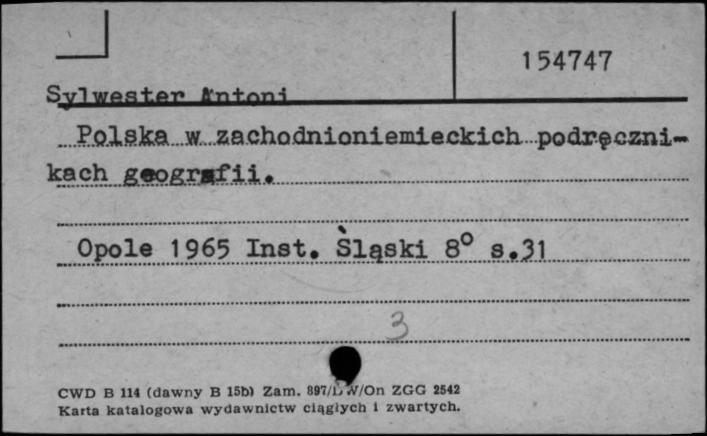 154747
Sylwester Antoni
Polska w zachodnioniemieckich podręczni-
kach geografii.
Opole 1965 Inst. Śląski 8° s.31
3
CWD B 114 (dawny B 15b) Zam. 897/LW/On ZGG 2542
Karta katalogowa wydawnictw ciągłych i zwartych.